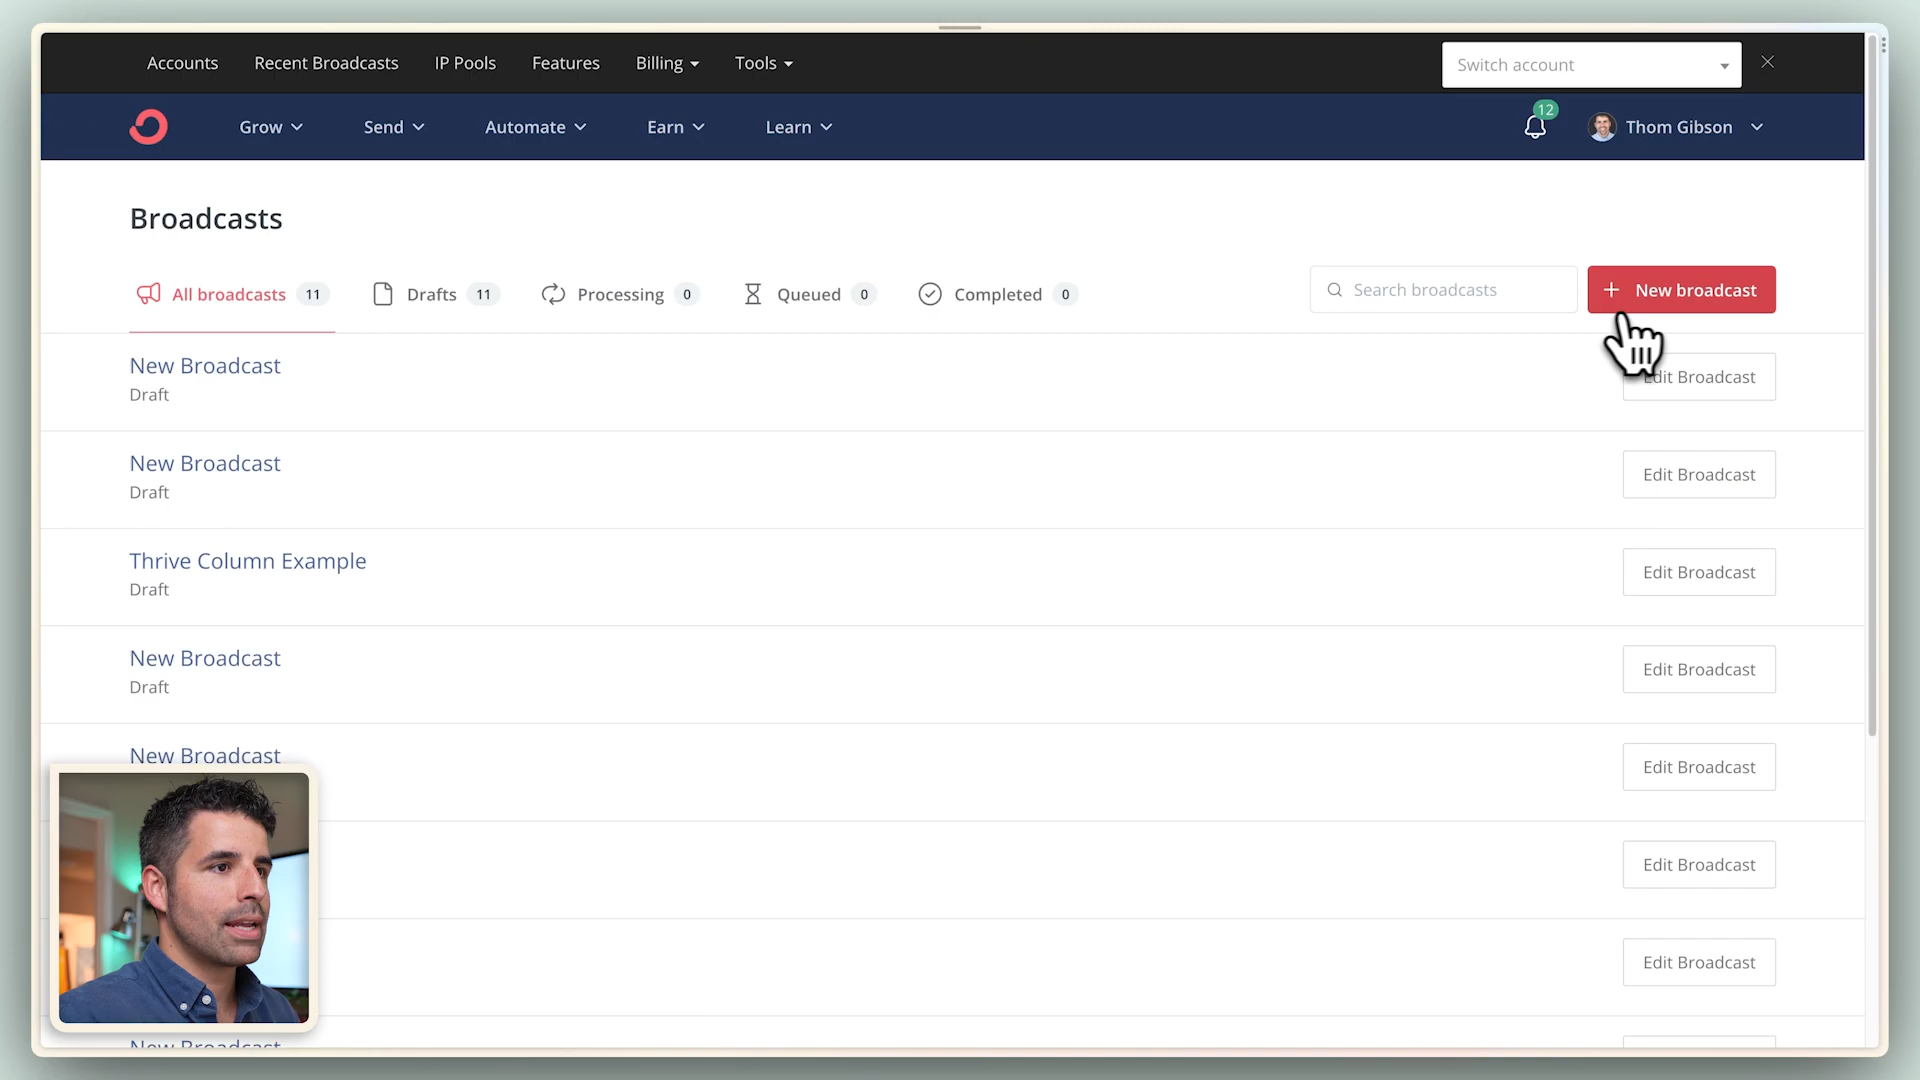 Accounts Recent Broadcasts IP Pools Features Billing Tools Switch account
Grow Send Automate Earn Learn 12 Thom Gibson
Broadcasts
All broadcasts 11 Drafts 11 Processing 0 Queued 0 Completed 0 Search broadcasts + New broadcast
New Broadcast
Draft
Edit Broadcast
New Broadcast
Draft
Edit Broadcast
Thrive Column Example
Draft
Edit Broadcast
New Broadcast
Draft
Edit Broadcast
New Broadcast
Edit Broadcast
Edit Broadcast
Edit Broadcast
New Broadcast